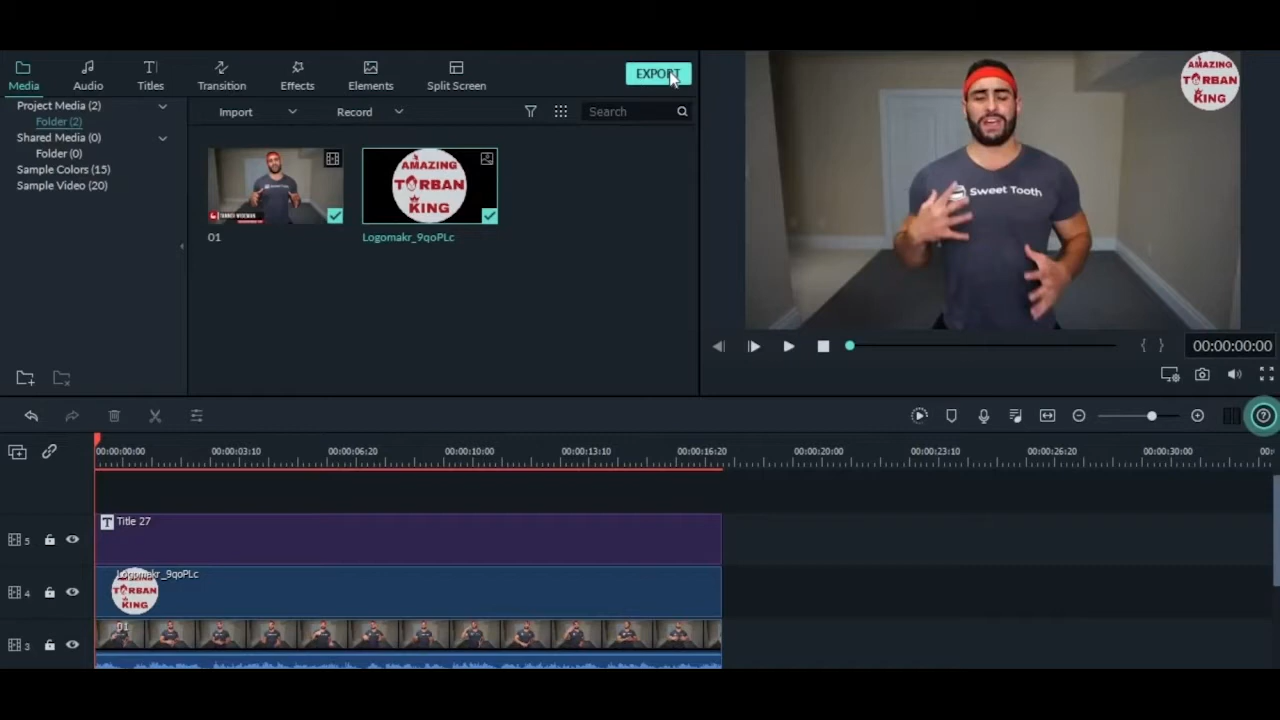 Media
Audio
Titles
Transition
Effects
Elements
Split Screen
EXPORT
Project Media (2)
Folder (2)
Shared Media (0)
Folder (0)
Sample Colors (15)
Sample Video (20)
Import
Record
Search
01
AMAZING
TORBAN
KING
Logomakr_9qoPLc
Sweet Tooth
AMAZING
TORBAN
KING
00:00:00:00
00:00:00:00
00:00:03:10
00:00:06:20
00:00:10:00
00:00:13:10
00:00:16:20
00:00:20:00
00:00:23:10
00:00:26:20
00:00:30:00
5
T Title 27
4
Logomakr_9qoPLc
TORBAN
KING
3
01